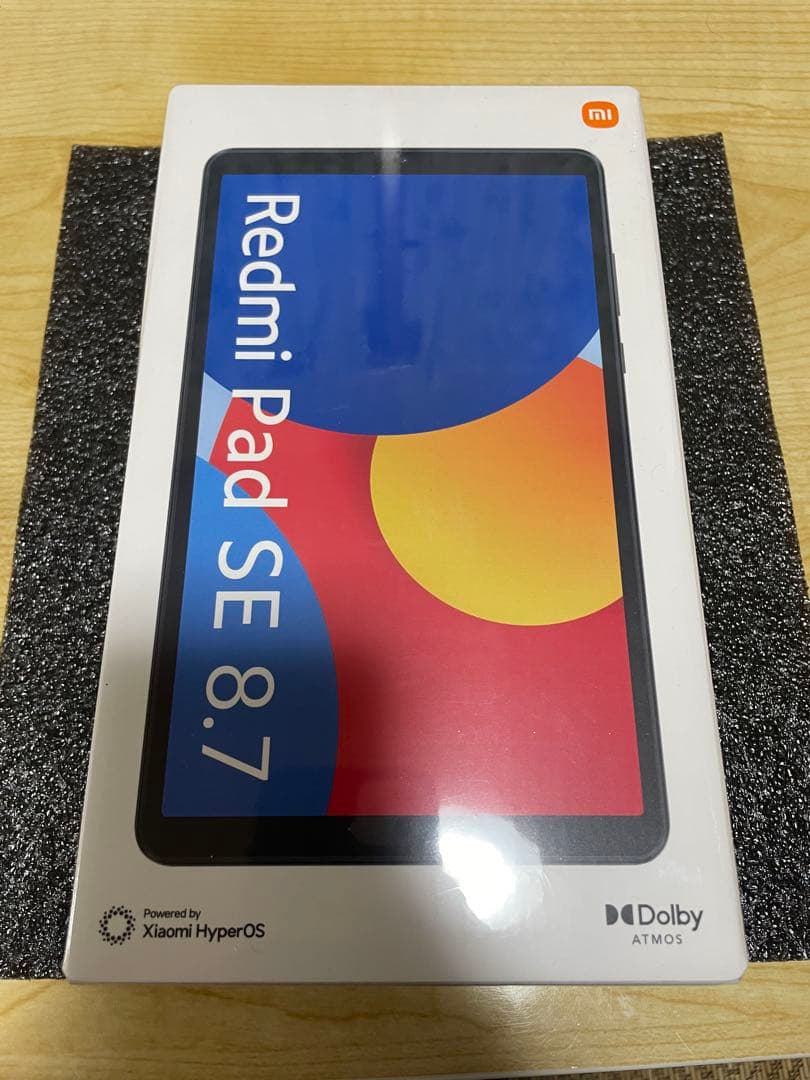 mi
Redmi Pad SE 8.7
Powered by
Xiaomi HyperOS
Dolby
ATMOS